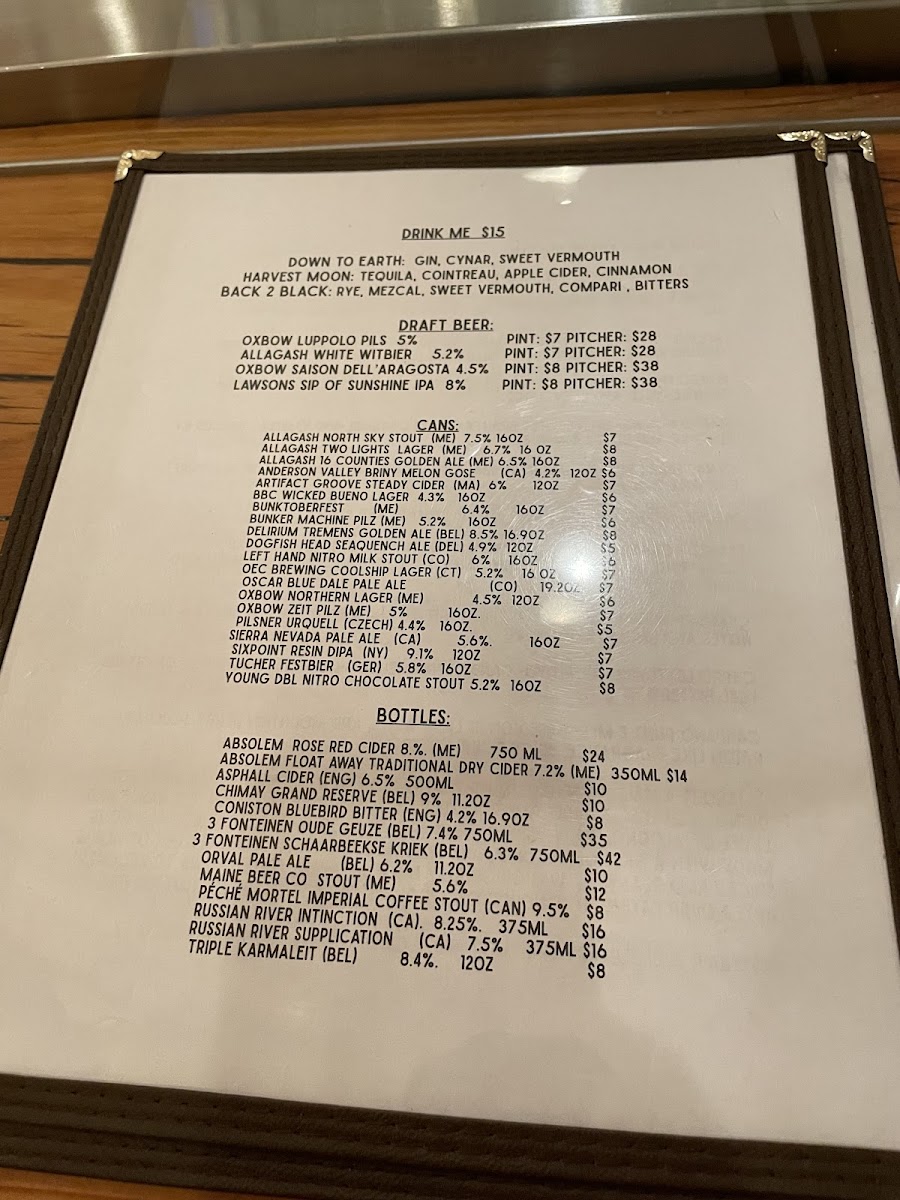 DRINK ME $15
DOWN TO EARTH: GIN, CYNAR, SWEET VERMOUTH
HARVEST MOON: TEQUILA, COINTREAU, APPLE CIDER, CINNAMON
BACK 2 BLACK: RYE, MEZCAL, SWEET VERMOUTH, COMPARI , BITTERS
DRAFT BEER:
OXBOW LUPPOLO PILS 5% PINT: $7 PITCHER: $28
ALLAGASH WHITE WITBIER 5.2% PINT: $7 PITCHER: $28
OXBOW SAISON DELL'ARAGOSTA 4.5% PINT: $8 PITCHER: $38
LAWSONS SIP OF SUNSHINE IPA 8% PINT: $8 PITCHER: $38
CANS:
ALLAGASH NORTH SKY STOUT (ME) 7.5% 16OZ $7
ALLAGASH TWO LIGHTS LAGER (ME) 6.7% 16 OZ $8
ALLAGASH 16 COUNTIES GOLDEN ALE (ME) 6.5% 16OZ $8
ANDERSON VALLEY BRINY MELON GOSE (CA) 4.2% 12OZ $6
ARTIFACT GROOVE STEADY CIDER (MA) 6% 12OZ $7
BBC WICKED BUENO LAGER 4.3% 16OZ $6
BUNKTOBERFEST (ME) 6.4% 16OZ $7
BUNKER MACHINE PILZ (ME) 5.2% 16OZ $6
DELIRIUM TREMENS GOLDEN ALE (BEL) 8.5% 16.9OZ $8
DOGFISH HEAD SEAQUENCH ALE (DEL) 4.9% 12OZ $5
LEFT HAND NITRO MILK STOUT (CO) 6% 16OZ $6
OEC BREWING COOLSHIP LAGER (CT) 5.2% 16 OZ $7
OSCAR BLUE DALE PALE ALE (CO) 19.2OZ $7
OXBOW NORTHERN LAGER (ME) 4.5% 12OZ $6
OXBOW ZEIT PILZ (ME) 5% 16OZ. $7
PILSNER URQUELL (CZECH) 4.4% 16OZ. $5
SIERRA NEVADA PALE ALE (CA) 5.6%. 16OZ $7
SIXPOINT RESIN DIPA (NY) 9.1% 12OZ $7
TUCHER FESTBIER (GER) 5.8% 16OZ $7
YOUNG DBL NITRO CHOCOLATE STOUT 5.2% 16OZ $8
BOTTLES:
ABSOLEM ROSE RED CIDER 8.%. (ME) 750 ML $24
ABSOLEM FLOAT AWAY TRADITIONAL DRY CIDER 7.2% (ME) 350ML $14
ASPHALL CIDER (ENG) 6.5% 500ML $10
CHIMAY GRAND RESERVE (BEL) 9% 11.2OZ $10
CONISTON BLUEBIRD BITTER (ENG) 4.2% 16.9OZ $8
3 FONTEINEN OUDE GEUZE (BEL) 7.4% 750ML $35
3 FONTEINEN SCHAARBEEKSE KRIEK (BEL) 6.3% 750ML $42
ORVAL PALE ALE (BEL) 6.2% 11.2OZ $10
MAINE BEER CO STOUT (ME) 5.6% $12
PÉCHÉ MORTEL IMPERIAL COFFEE STOUT (CAN) 9.5% $8
RUSSIAN RIVER INTINCTION (CA). 8.25%. 375ML $16
RUSSIAN RIVER SUPPLICATION (CA) 7.5% 375ML $16
TRIPLE KARMALEIT (BEL) 8.4%. 12OZ $8